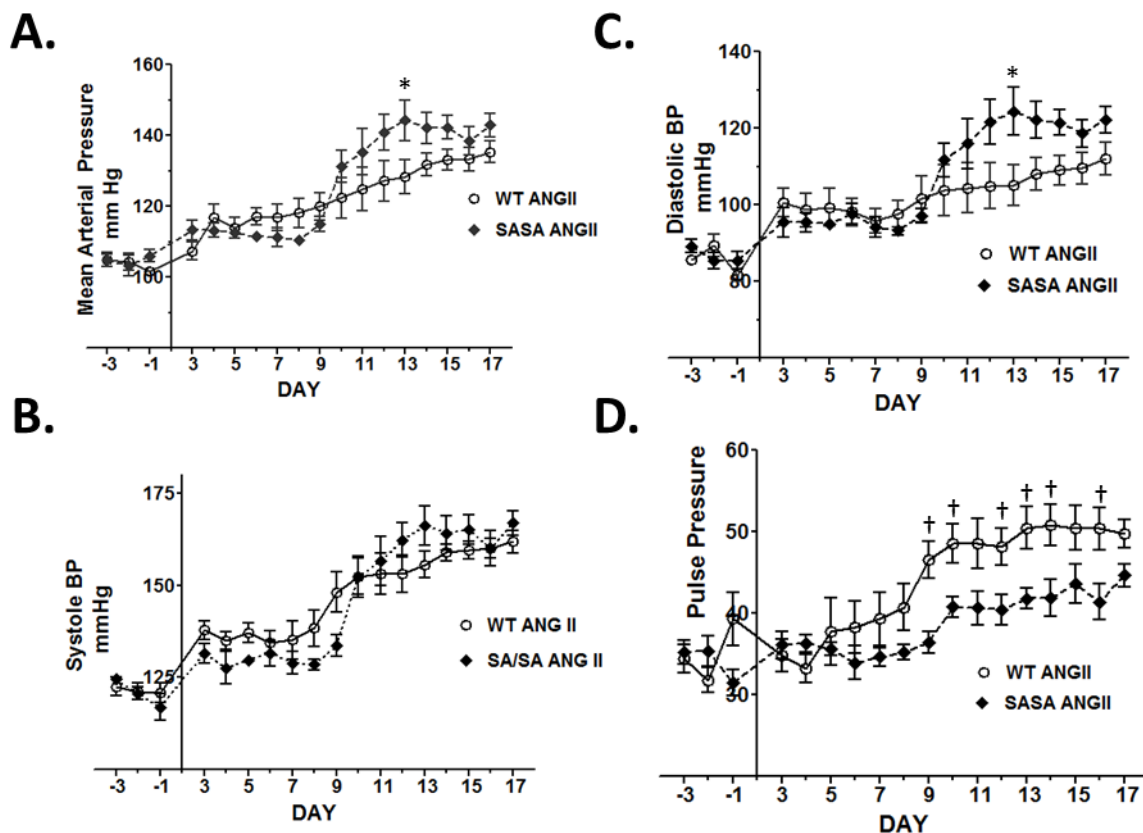 A.
Mean Arterial Pressure
mm Hg
160
140
120
100
*
WT ANGII
SASA ANGII
-3 -1 3 5 7 9 11 13 15 17
DAY
B.
Systole BP
mmHg
175
150
125
WT ANG II
SA/SA ANG II
-3 -1 3 5 7 9 11 13 15 17
DAY
C.
Diastolic BP
mmHg
140
120
100
80
*
WT ANGII
SASA ANGII
-3 -1 3 5 7 9 11 13 15 17
DAY
D.
Pulse Pressure
60
50
40
30
† † † † † †
WT ANGII
SASA ANGII
-3 -1 3 5 7 9 11 13 15 17
DAY